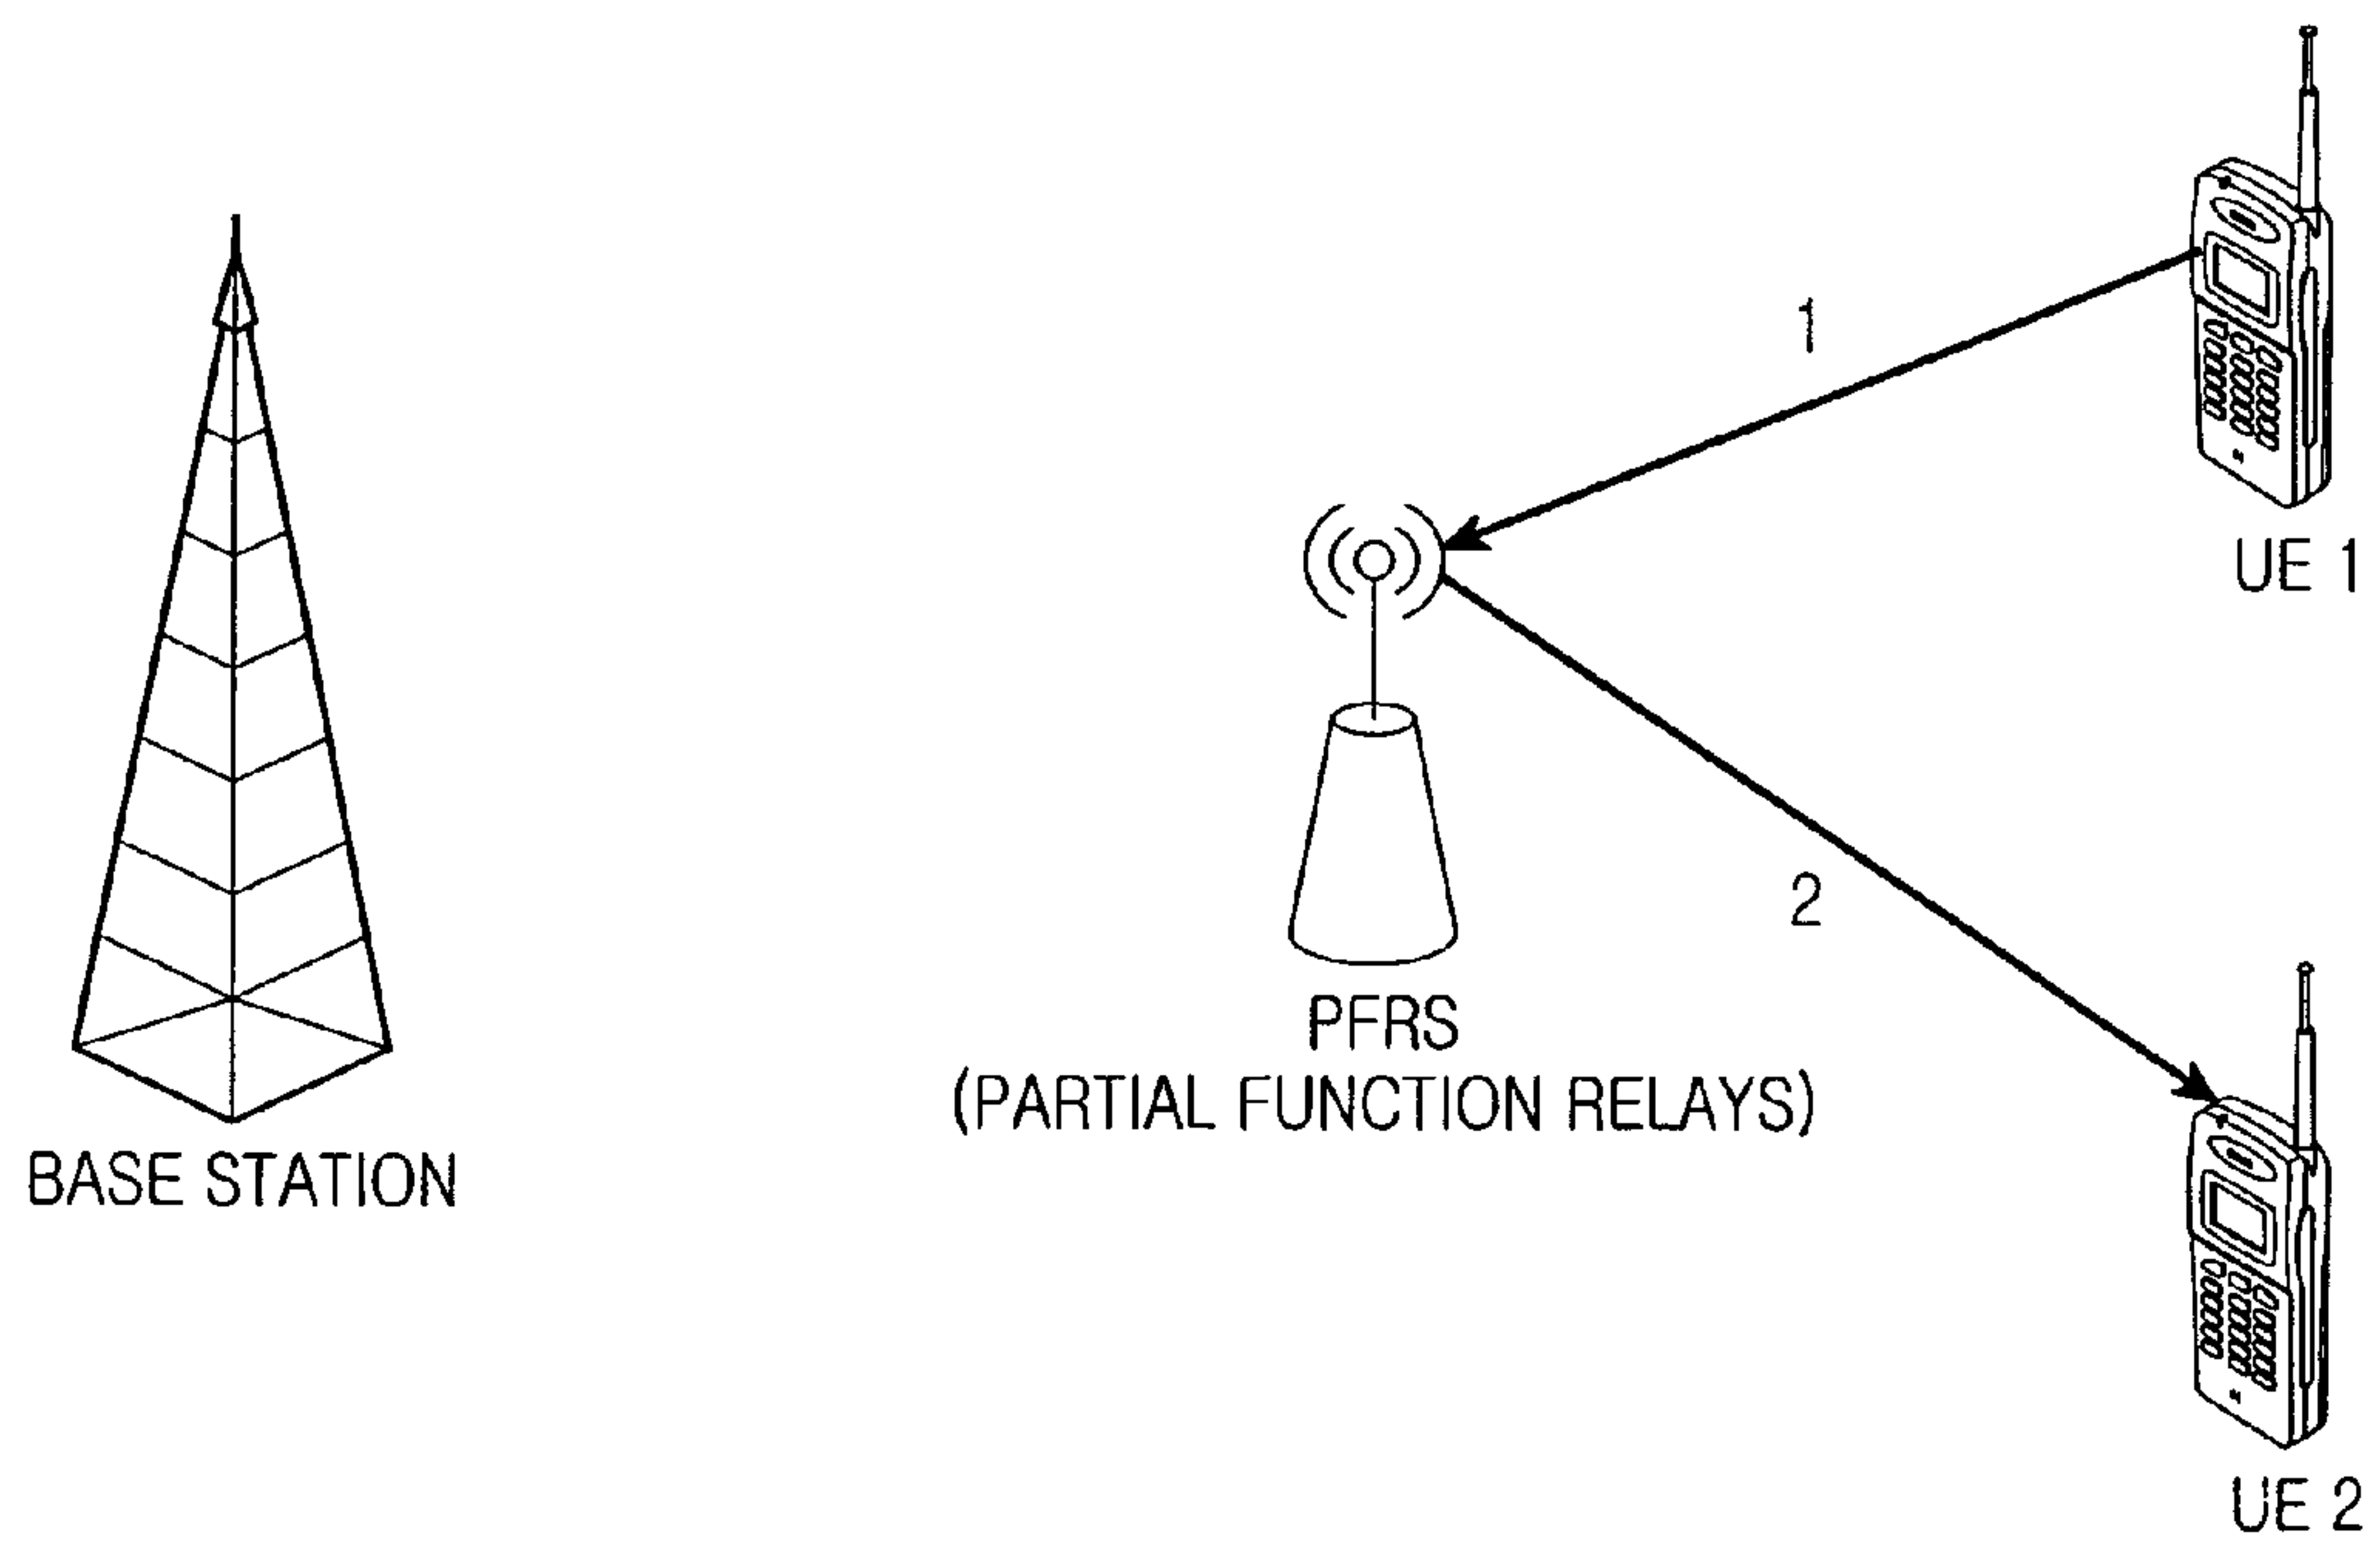 1
UE 1
2
PFRS
(PARTIAL FUNCTION RELAYS)
BASE STATION
UE 2